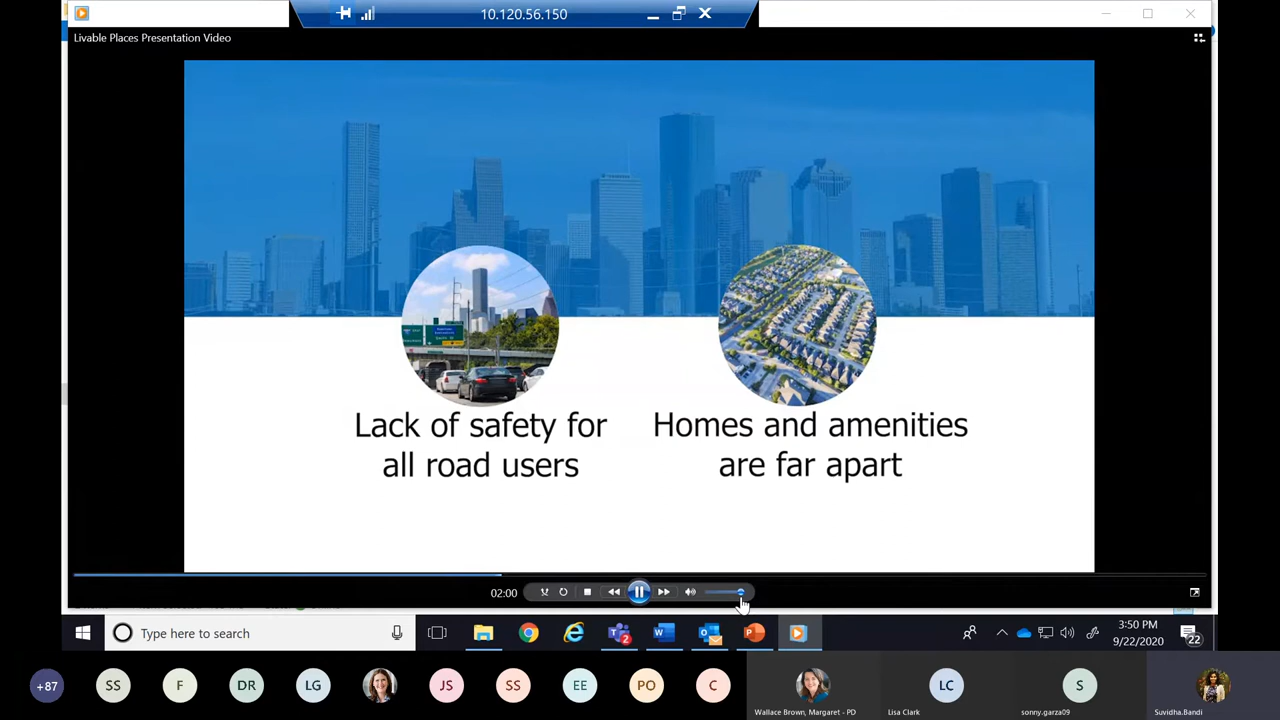 10.120.56.150
Livable Places Presentation Video
Lack of safety for
all road users
Homes and amenities
are far apart
02:00
Type here to search
2
3:50 PM
9/22/2020
22
+87
SS
F
DR
LG
JS
SS
EE
PO
C
LC
S
Wallace Brown, Margaret - PD
Lisa Clark
sonny.garza09
Suvidha.Bandi